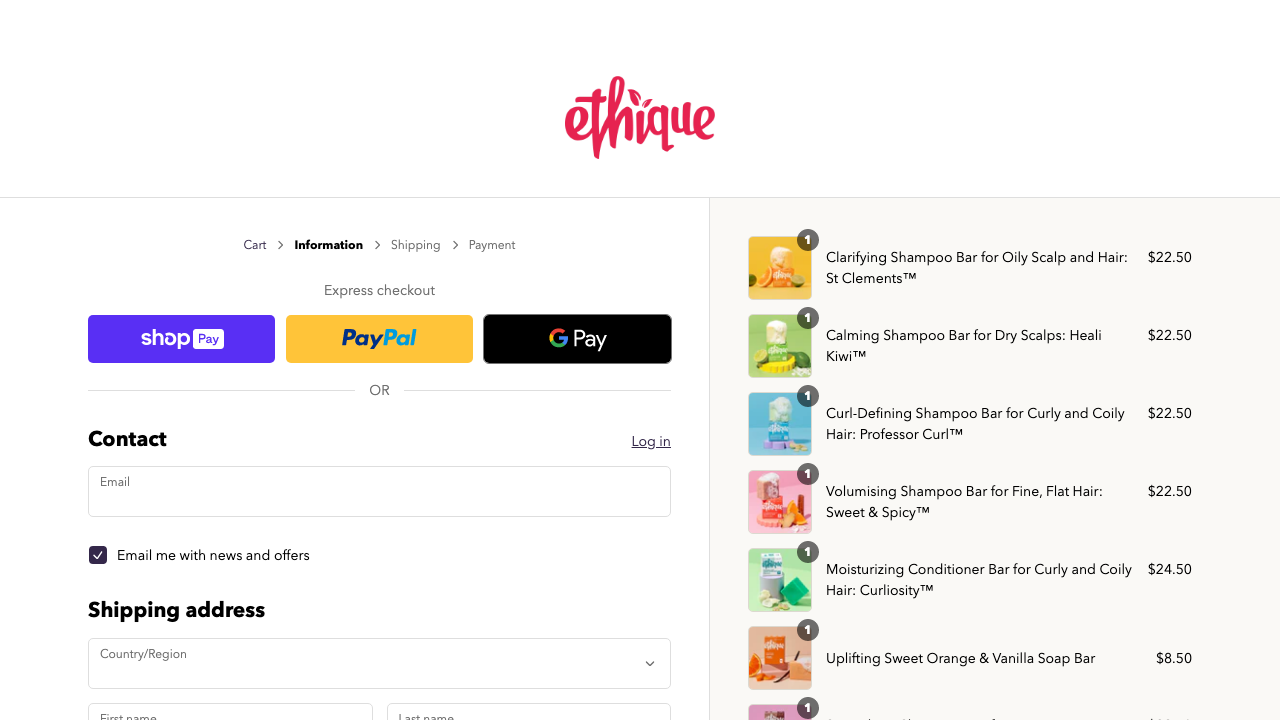 ethique
Cart > Information > Shipping > Payment
Express checkout
shop Pay
PayPal
G Pay
OR
Contact
Log in
Email
Email me with news and offers
Shipping address
Country/Region
First name
Last name
1
Clarifying Shampoo Bar for Oily Scalp and Hair:
St Clements™
$22.50
1
Calming Shampoo Bar for Dry Scalps: Heali
Kiwi™
$22.50
1
Curl-Defining Shampoo Bar for Curly and Coily
Hair: Professor Curl™
$22.50
1
Volumising Shampoo Bar for Fine, Flat Hair:
Sweet & Spicy™
$22.50
1
Moisturizing Conditioner Bar for Curly and Coily
Hair: Curliosity™
$24.50
1
Uplifting Sweet Orange & Vanilla Soap Bar
$8.50
1